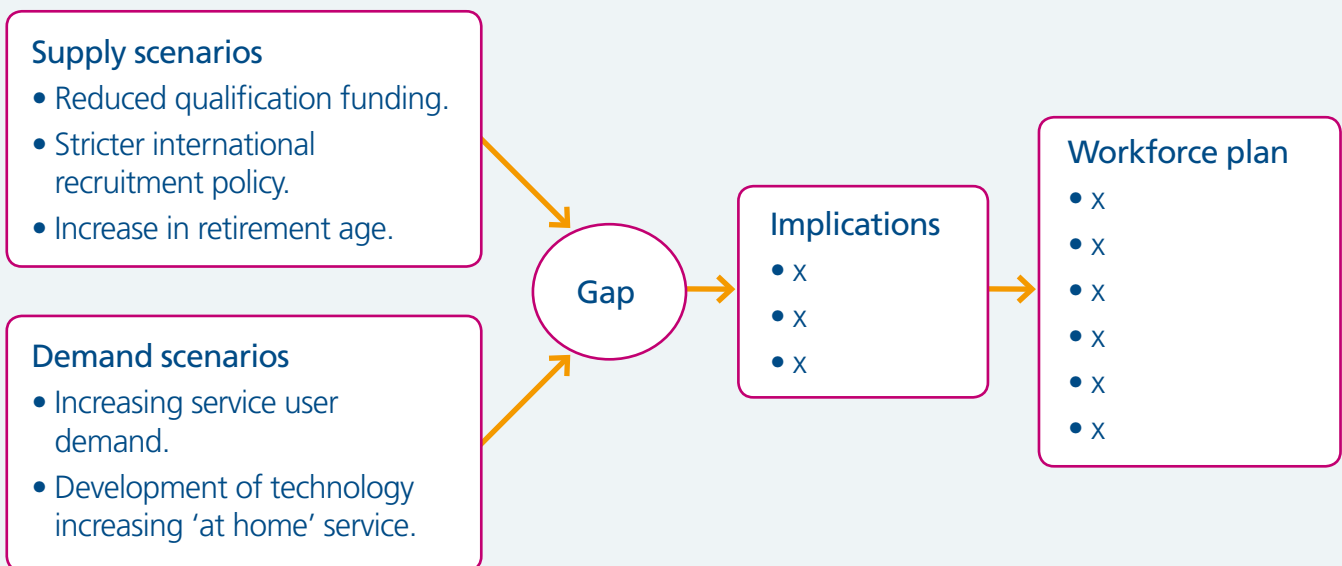 Supply scenarios
• Reduced qualification funding.
• Stricter international
recruitment policy.
• Increase in retirement age.
Demand scenarios
• Increasing service user
demand.
• Development of technology
increasing ‘at home’ service.
Gap
Implications
• x
• x
• x
Workforce plan
• x
• x
• x
• x
• x
• x